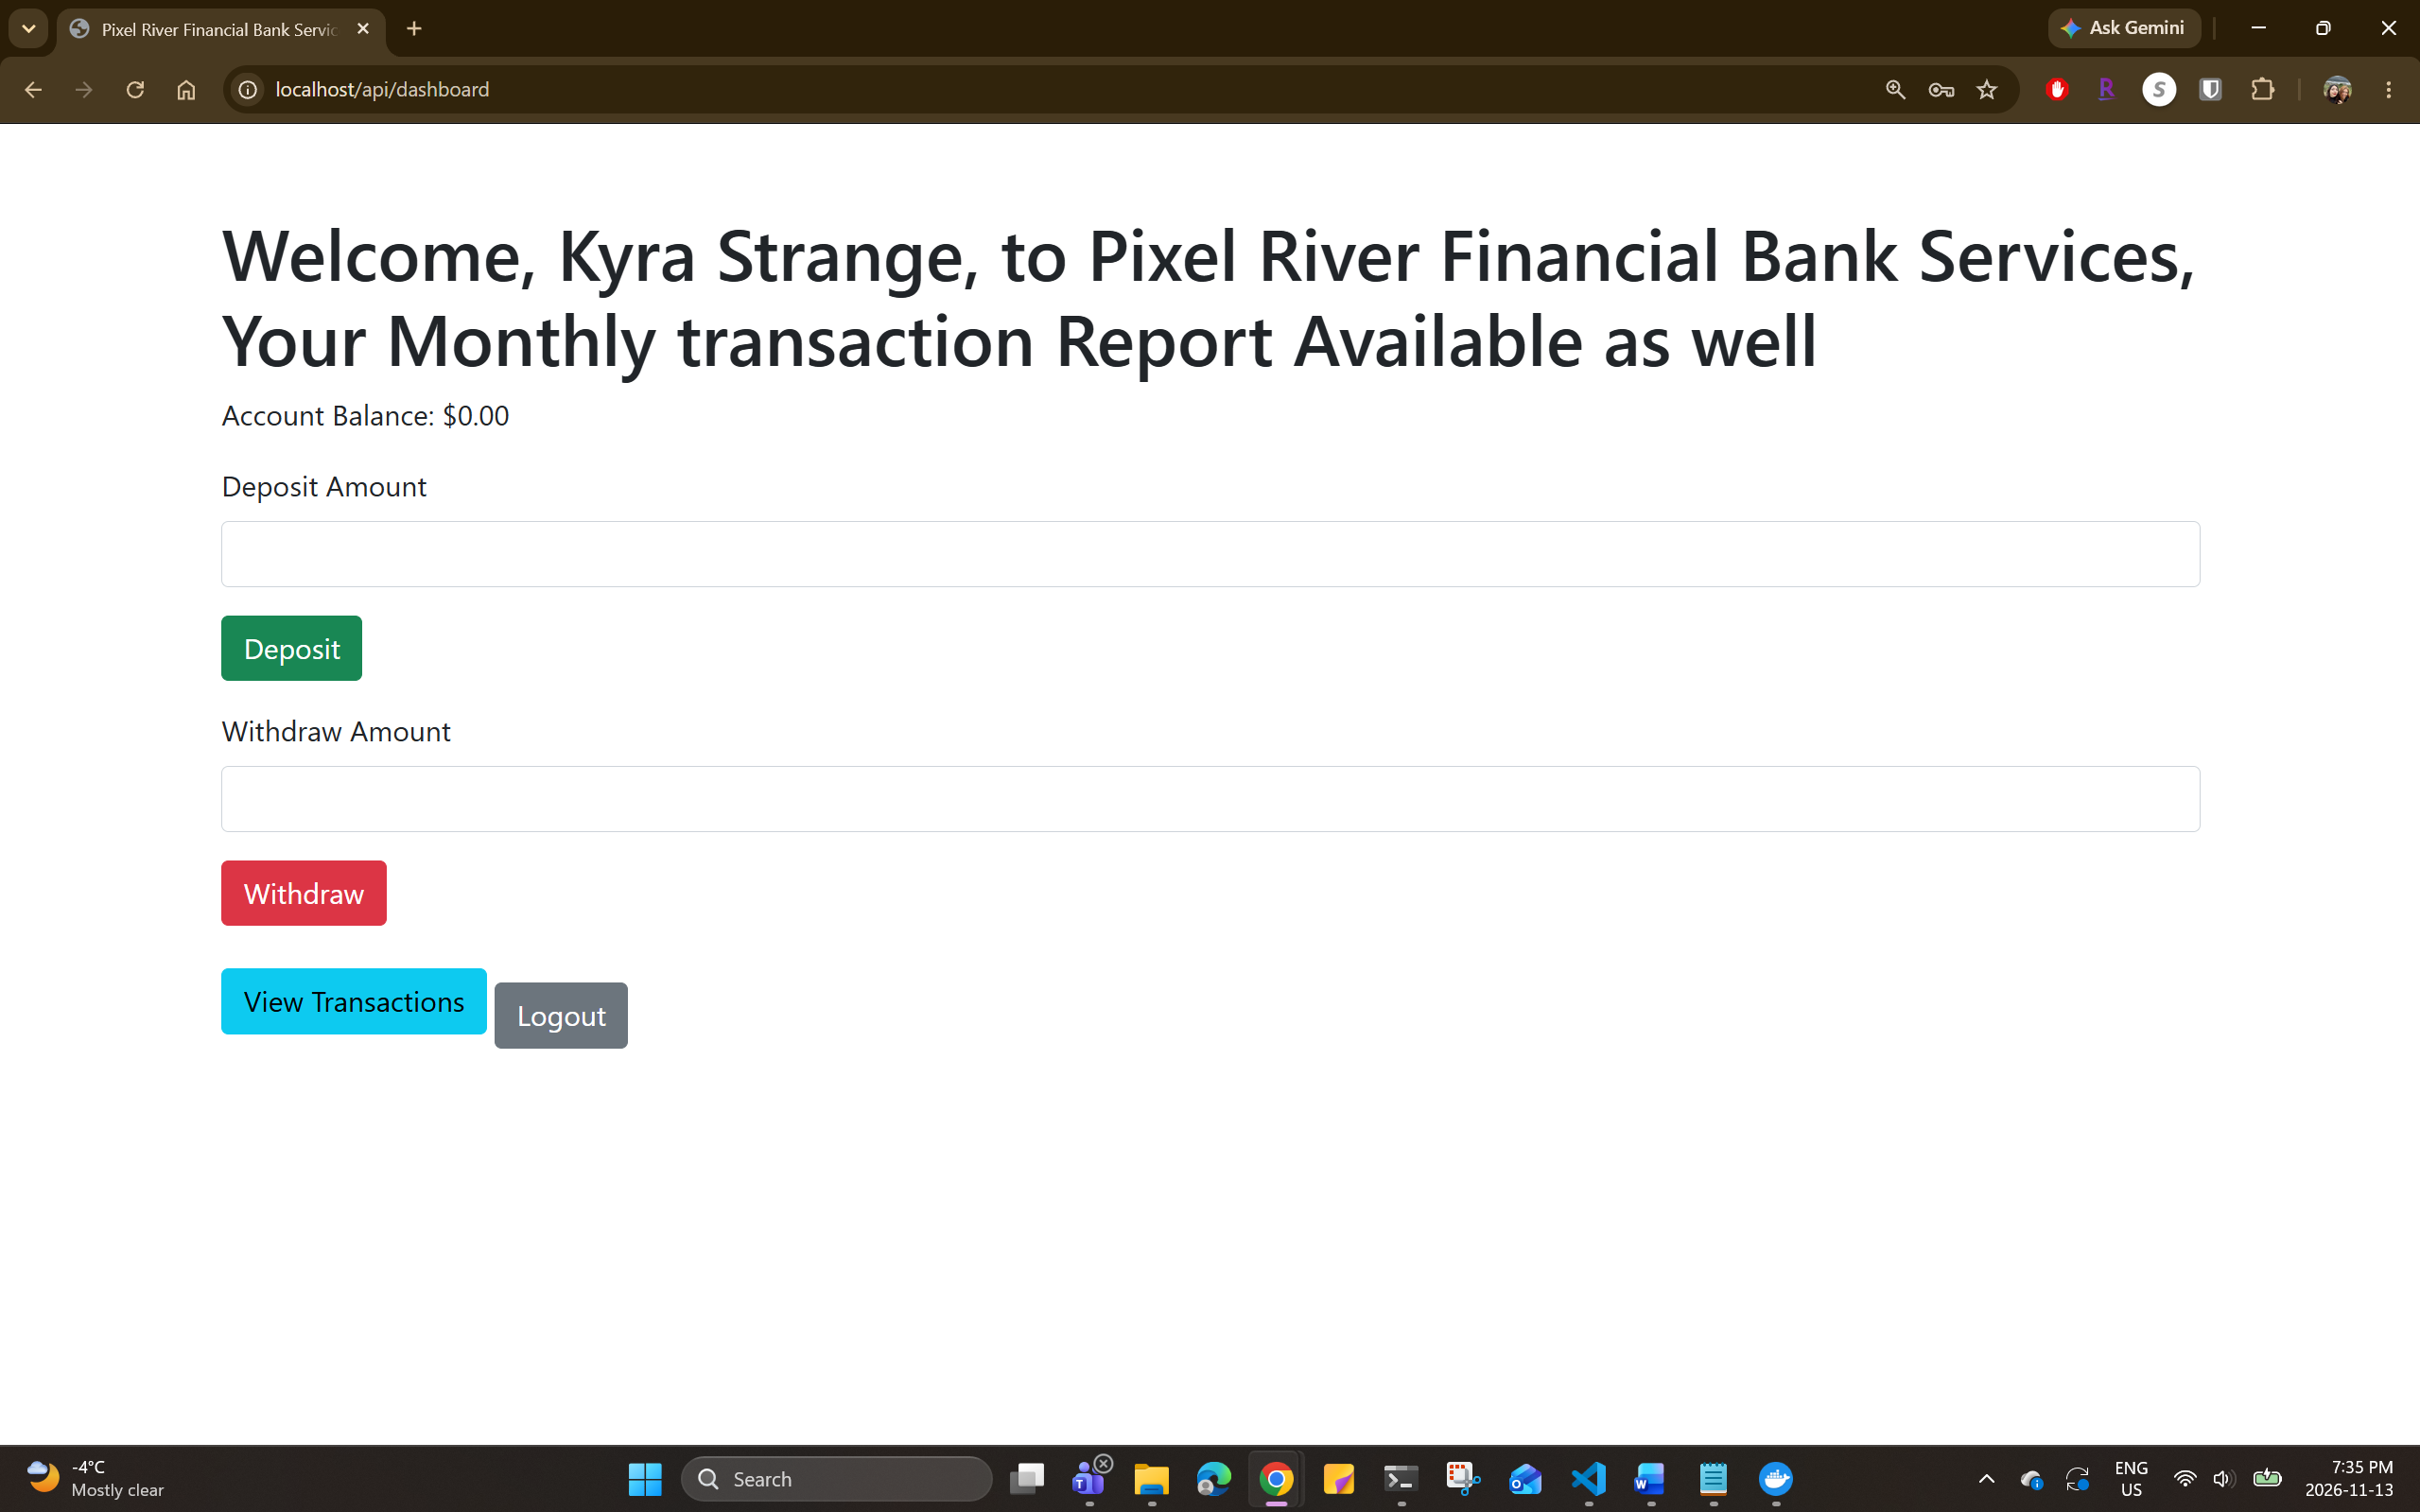 Pixel River Financial Bank Servic
Ask Gemini
localhost/api/dashboard
Welcome, Kyra Strange, to Pixel River Financial Bank Services,
Your Monthly transaction Report Available as well
Account Balance: $0.00
Deposit Amount
Deposit
Withdraw Amount
Withdraw
View Transactions
Logout
-4°C
Mostly clear
Search
ENG
US
7:35 PM
2026-11-13